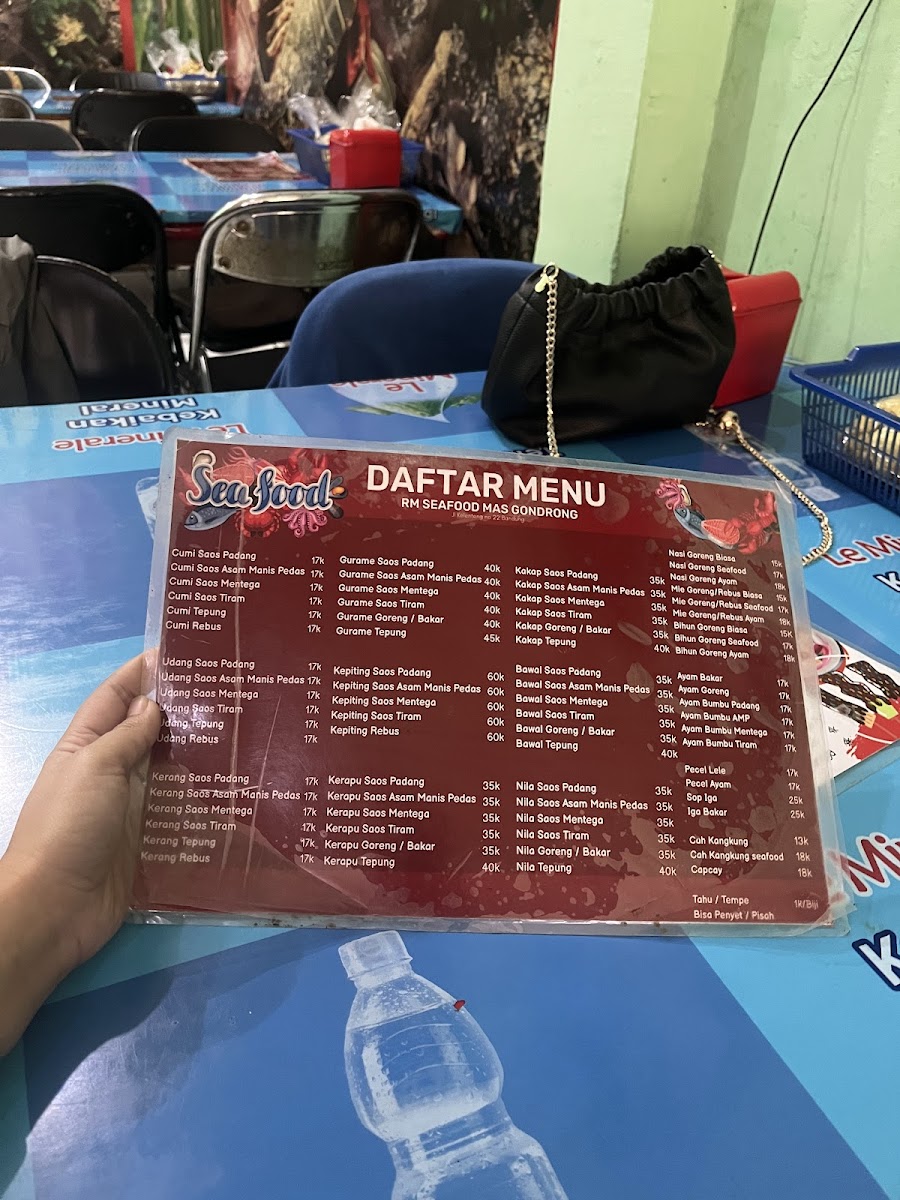 Le Minerale
Kebaikan
Mineral
Le Minerale
Sea food
DAFTAR MENU
RM SEAFOOD MAS GONDRONG
Jl Kalenteng no 22 Bandung
Cumi Saos Padang 17k
Cumi Saos Asam Manis Pedas 17k
Cumi Saos Mentega 17k
Cumi Saos Tiram 17k
Cumi Tepung 17k
Cumi Rebus 17k
Udang Saos Padang 17k
Udang Saos Asam Manis Pedas 17k
Udang Saos Mentega 17k
Udang Saos Tiram 17k
Udang Tepung 17k
Udang Rebus 17k
Kerang Saos Padang 17k
Kerang Saos Asam Manis Pedas 17k
Kerang Saos Mentega 17k
Kerang Saos Tiram 17k
Kerang Tepung 17k
Kerang Rebus 17k
Gurame Saos Padang 40k
Gurame Saos Asam Manis Pedas 40k
Gurame Saos Mentega 40k
Gurame Saos Tiram 40k
Gurame Goreng / Bakar 40k
Gurame Tepung 45k
Kepiting Saos Padang 60k
Kepiting Saos Asam Manis Pedas 60k
Kepiting Saos Mentega 60k
Kepiting Saos Tiram 60k
Kepiting Rebus 60k
Kerapu Saos Padang 35k
Kerapu Saos Asam Manis Pedas 35k
Kerapu Saos Mentega 35k
Kerapu Saos Tiram 35k
Kerapu Goreng / Bakar 35k
Kerapu Tepung 40k
Kakap Saos Padang 35k
Kakap Saos Asam Manis Pedas 35k
Kakap Saos Mentega 35k
Kakap Saos Tiram 35k
Kakap Goreng / Bakar 35k
Kakap Tepung 40k
Bawal Saos Padang 35k
Bawal Saos Asam Manis Pedas 35k
Bawal Saos Mentega 35k
Bawal Saos Tiram 35k
Bawal Goreng / Bakar 35k
Bawal Tepung 40k
Nila Saos Padang 35k
Nila Saos Asam Manis Pedas 35k
Nila Saos Mentega 35k
Nila Saos Tiram 35k
Nila Goreng / Bakar 35k
Nila Tepung 40k
Nasi Goreng Biasa 15k
Nasi Goreng Seafood 17k
Nasi Goreng Ayam 18k
Mie Goreng/Rebus Biasa 15k
Mie Goreng/Rebus Seafood 17k
Mie Goreng/Rebus Ayam 18k
Bihun Goreng Biasa 15K
Bihun Goreng Seafood 17k
Bihun Goreng Ayam 18k
Ayam Bakar 17k
Ayam Goreng 17k
Ayam Bumbu Padang 17k
Ayam Bumbu AMP 17k
Ayam Bumbu Mentega 17k
Ayam Bumbu Tiram 17k
Pecel Lele 17k
Pecel Ayam 17k
Sop Iga 25k
Iga Bakar 25k
Cah Kangkung 13k
Cah Kangkung seafood 18k
Capcay 18k
Tahu / Tempe 1k/Biji
Bisa Penyet / Pisah